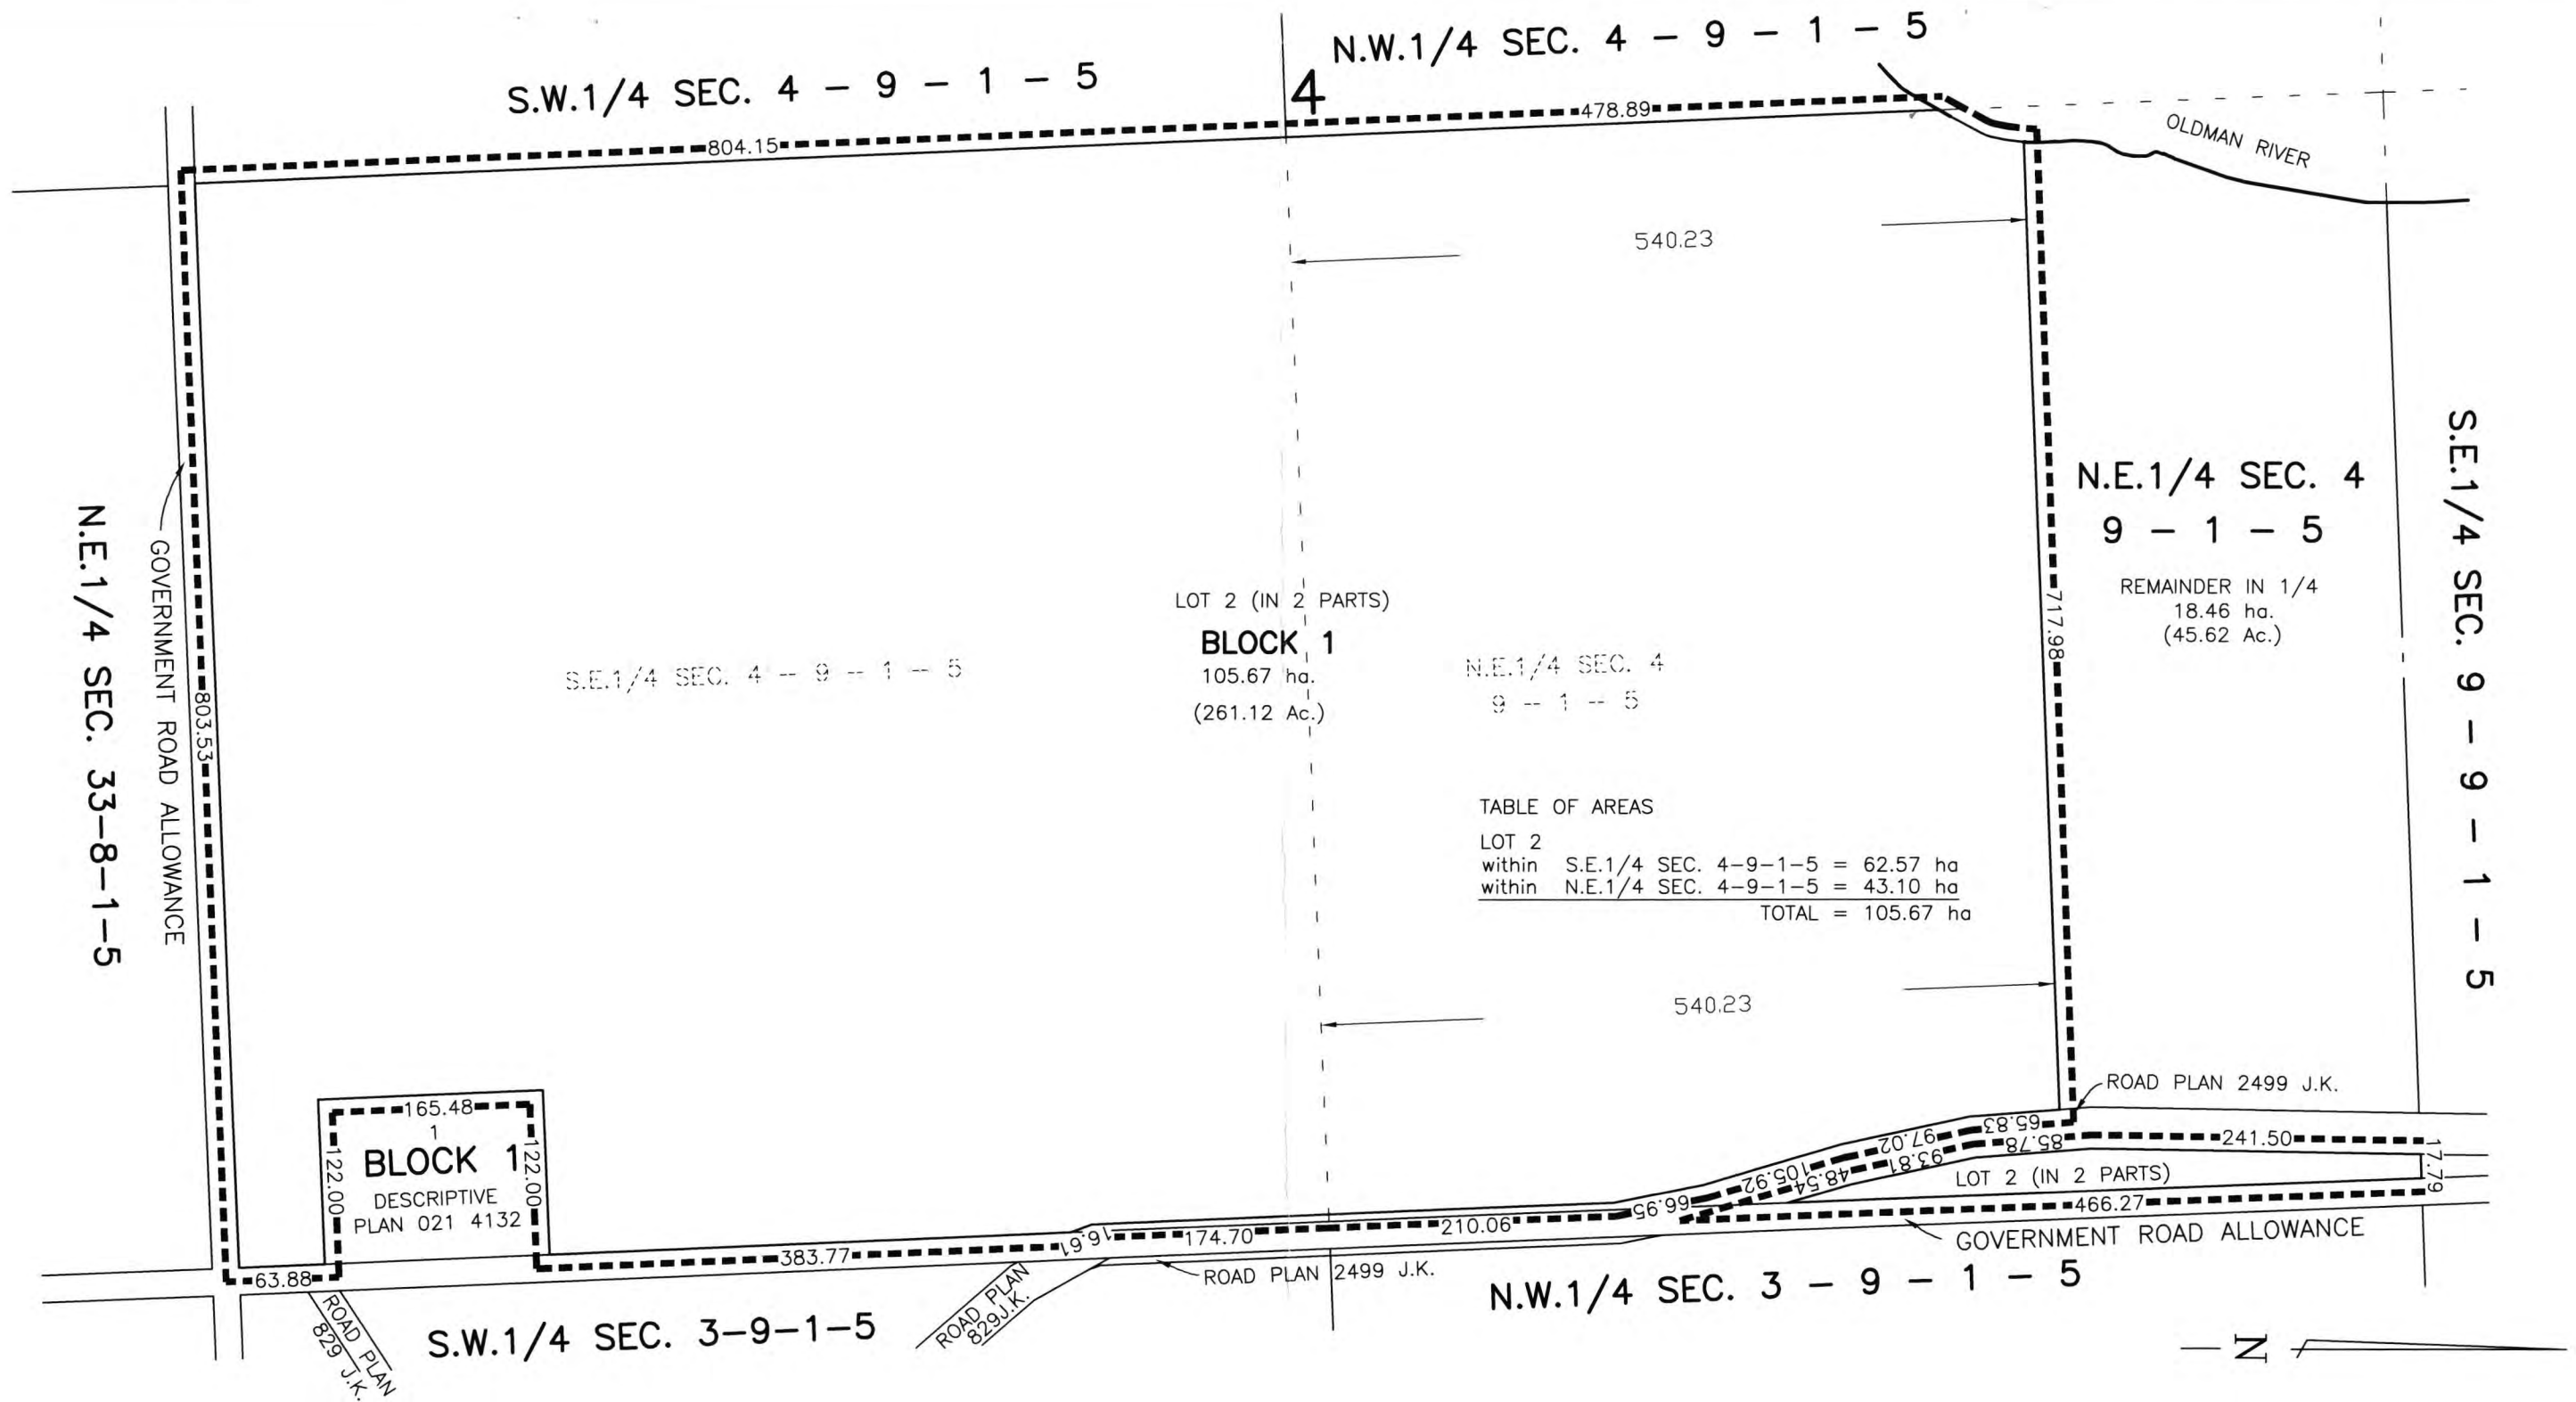 S.W.1/4 SEC. 4 - 9 - 1 - 5
N.W.1/4 SEC. 4 - 9 - 1 - 5
4
804.15
478.89
OLDMAN RIVER
540.23
N.E.1/4 SEC. 33-8-1-5
GOVERNMENT ROAD ALLOWANCE
803.53
S.E.1/4 SEC. 4 -- 9 -- 1 -- 5
LOT 2 (IN 2 PARTS)
BLOCK 1
105.67 ha.
(261.12 Ac.)
N.E.1/4 SEC. 4
9 -- 1 -- 5
717.98
N.E.1/4 SEC. 4
9 - 1 - 5
REMAINDER IN 1/4
18.46 ha.
(45.62 Ac.)
S.E.1/4 SEC. 9 - 9 - 1 - 5
TABLE OF AREAS
LOT 2
within S.E.1/4 SEC. 4-9-1-5 = 62.57 ha
within N.E.1/4 SEC. 4-9-1-5 = 43.10 ha
TOTAL = 105.67 ha
540.23
ROAD PLAN 2499 J.K.
165.48
1
BLOCK 1
DESCRIPTIVE
PLAN 021 4132
122.00
122.00
63.88
383.77
16.61
174.70
210.06
66.95
105.92
97.02
65.83
48.54
93.81
85.78
241.50
17.79
LOT 2 (IN 2 PARTS)
466.27
GOVERNMENT ROAD ALLOWANCE
ROAD PLAN 2499 J.K.
ROAD PLAN
829 J.K.
ROAD PLAN
829J.K.
S.W.1/4 SEC. 3-9-1-5
N.W.1/4 SEC. 3 - 9 - 1 - 5
N